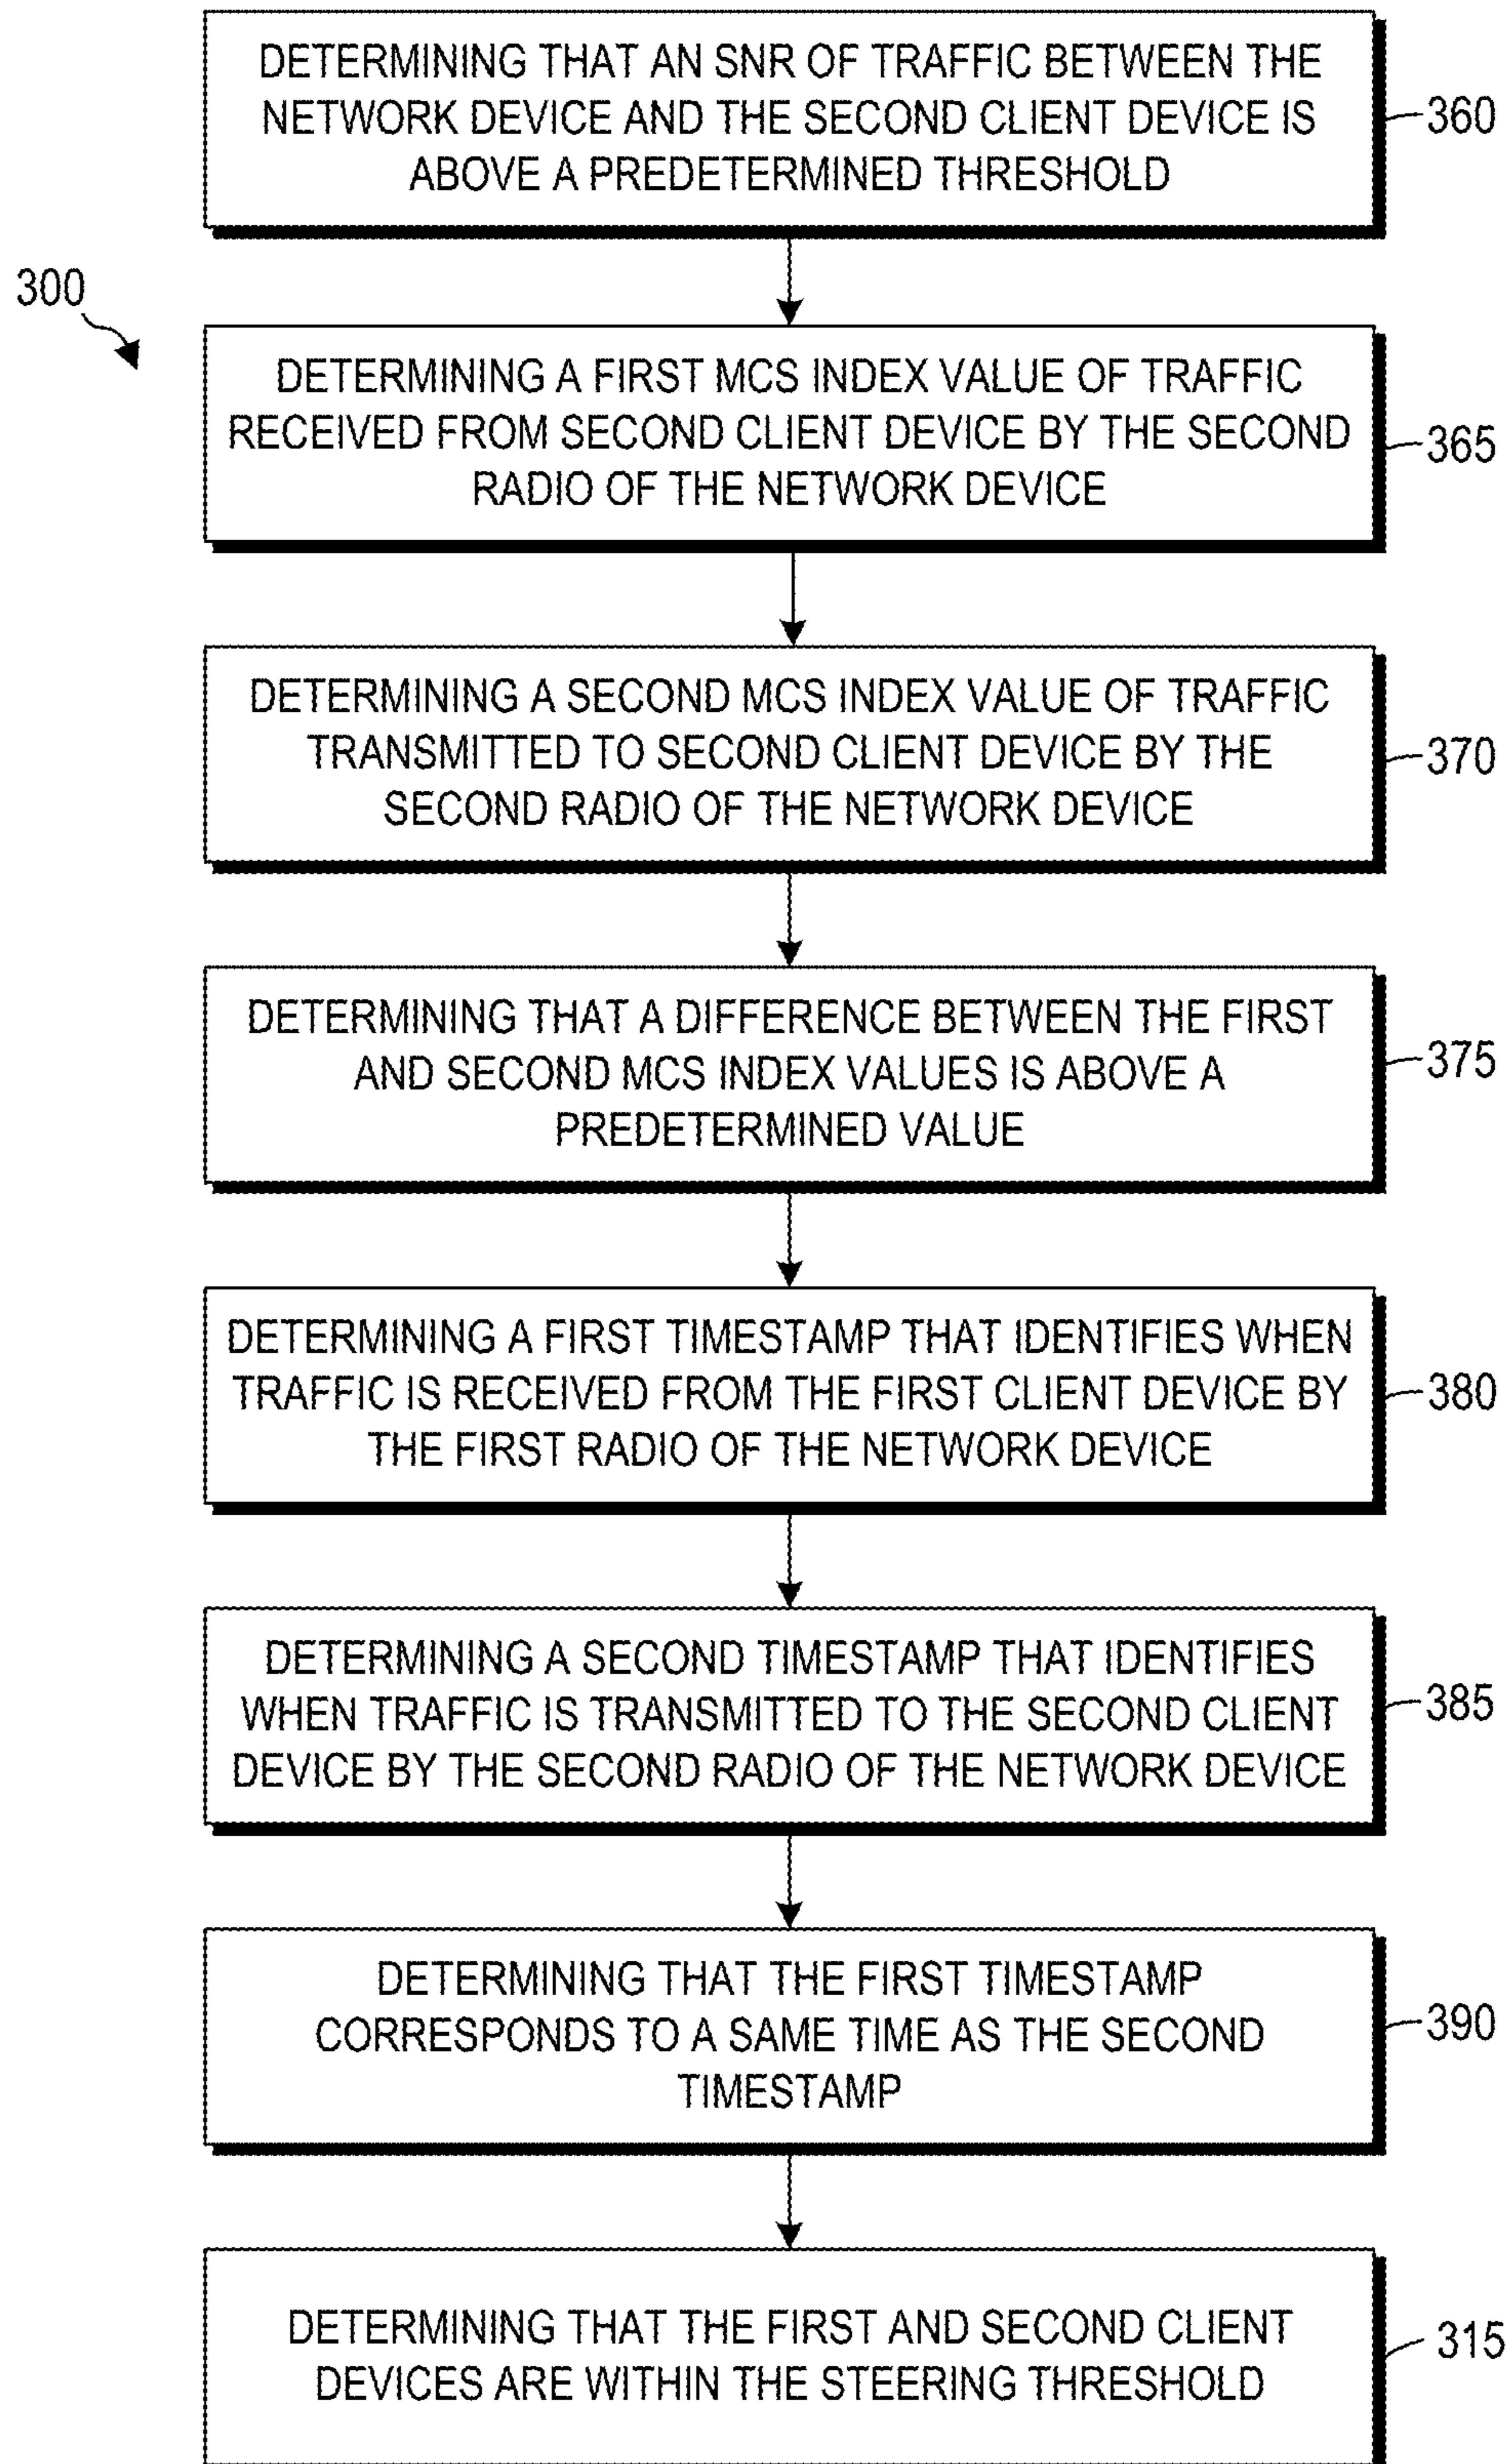 DETERMINING THAT AN SNR OF TRAFFIC BETWEEN THE
NETWORK DEVICE AND THE SECOND CLIENT DEVICE IS
ABOVE A PREDETERMINED THRESHOLD
360
300
DETERMINING A FIRST MCS INDEX VALUE OF TRAFFIC
RECEIVED FROM SECOND CLIENT DEVICE BY THE SECOND
RADIO OF THE NETWORK DEVICE
365
DETERMINING A SECOND MCS INDEX VALUE OF TRAFFIC
TRANSMITTED TO SECOND CLIENT DEVICE BY THE
SECOND RADIO OF THE NETWORK DEVICE
370
DETERMINING THAT A DIFFERENCE BETWEEN THE FIRST
AND SECOND MCS INDEX VALUES IS ABOVE A
PREDETERMINED VALUE
375
DETERMINING A FIRST TIMESTAMP THAT IDENTIFIES WHEN
TRAFFIC IS RECEIVED FROM THE FIRST CLIENT DEVICE BY
THE FIRST RADIO OF THE NETWORK DEVICE
380
DETERMINING A SECOND TIMESTAMP THAT IDENTIFIES
WHEN TRAFFIC IS TRANSMITTED TO THE SECOND CLIENT
DEVICE BY THE SECOND RADIO OF THE NETWORK DEVICE
385
DETERMINING THAT THE FIRST TIMESTAMP
CORRESPONDS TO A SAME TIME AS THE SECOND
TIMESTAMP
390
DETERMINING THAT THE FIRST AND SECOND CLIENT
DEVICES ARE WITHIN THE STEERING THRESHOLD
315